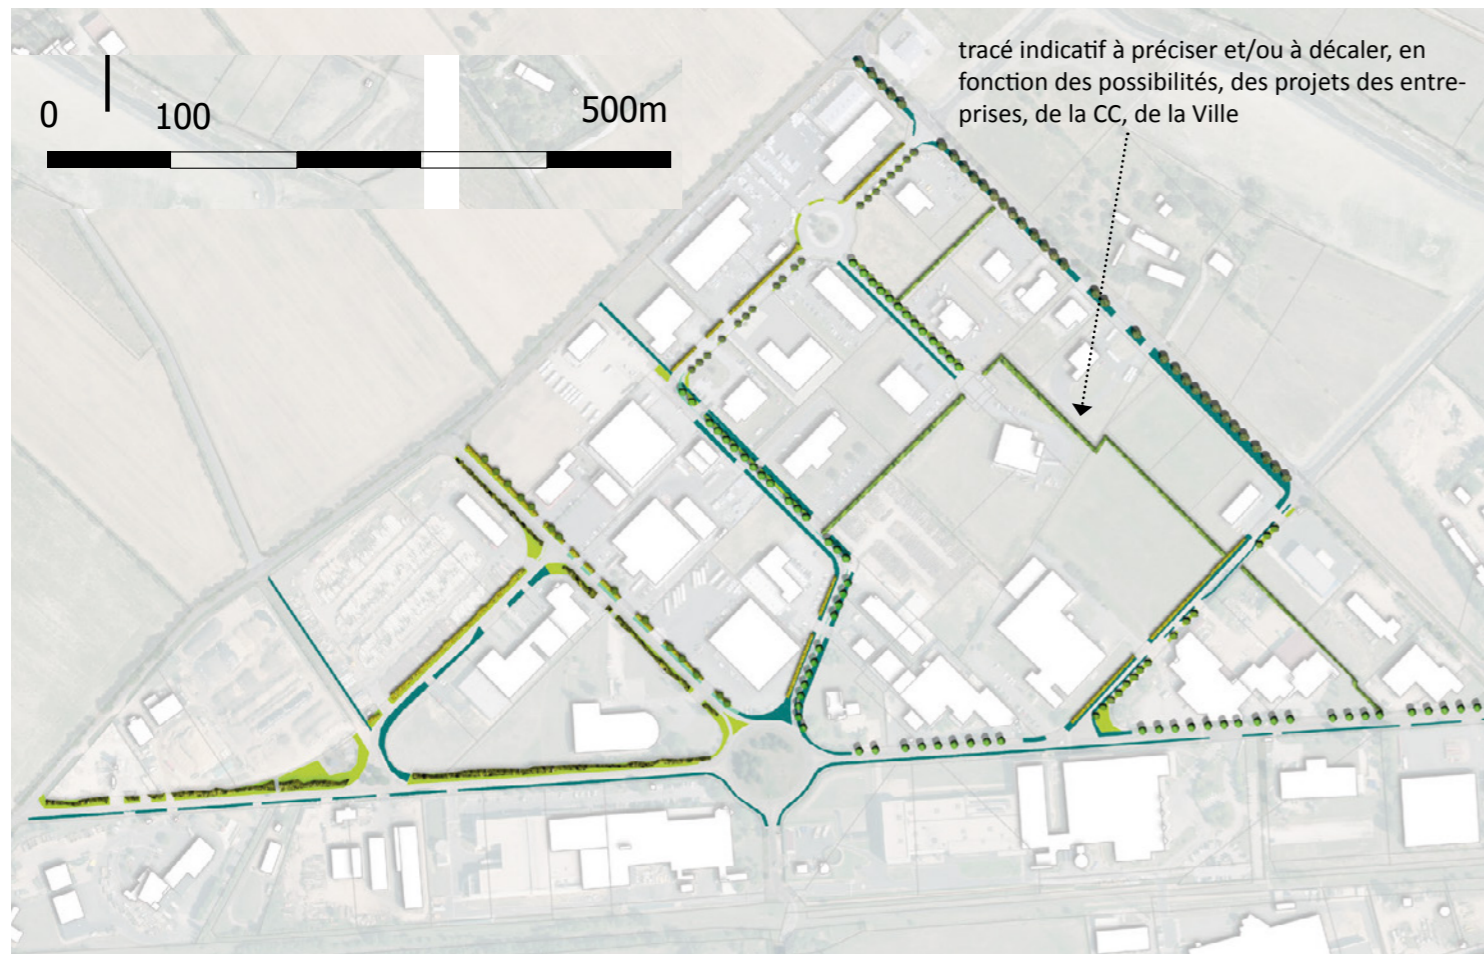 tracé indicatif à préciser et/ou à décaler, en
fonction des possibilités, des projets des entre-
prises, de la CC, de la Ville
0 100 500m